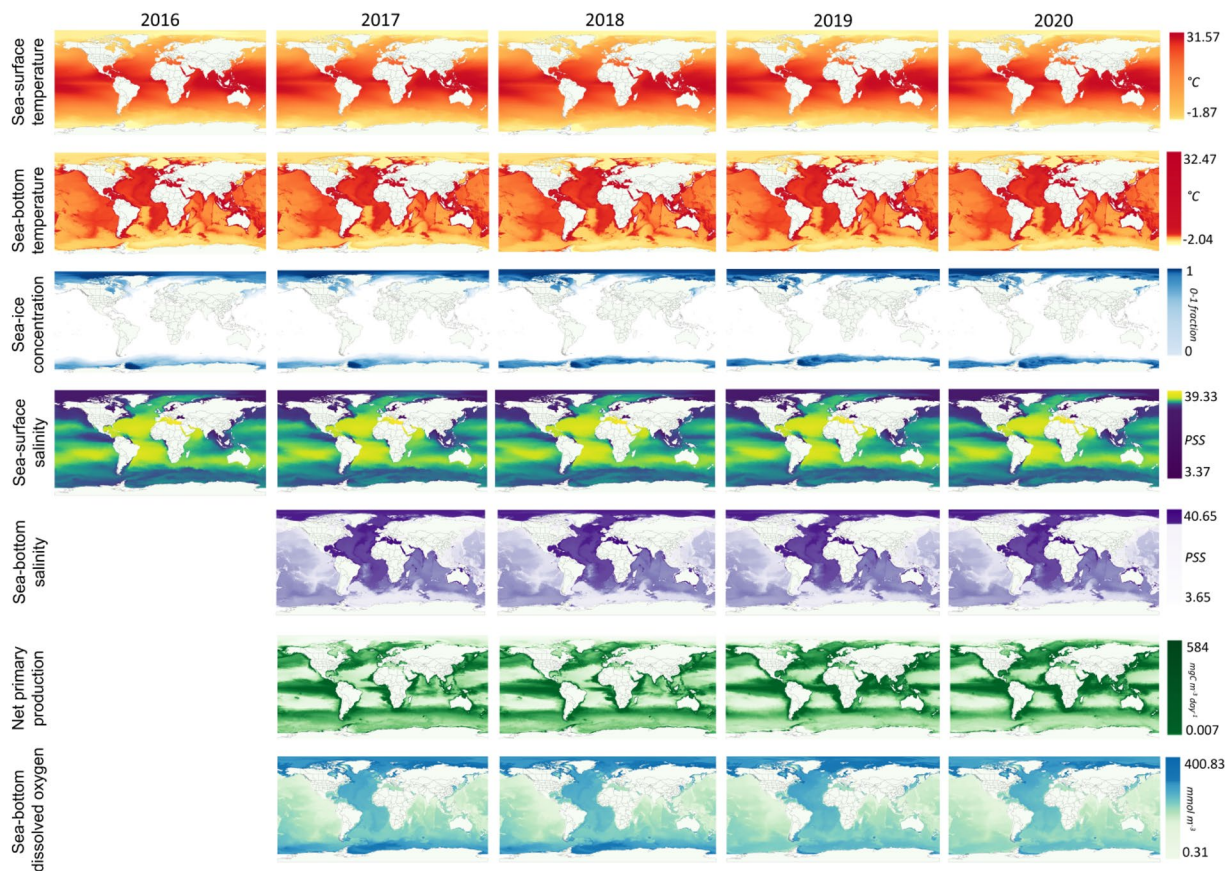 2016 2017 2018 2019 2020
Sea-surface
temperature
31.57
°C
-1.87
Sea-bottom
temperature
32.47
°C
-2.04
Sea-ice
concentration
1
0-1 fraction
0
Sea-surface
salinity
39.33
PSS
3.37
Sea-bottom
salinity
40.65
PSS
3.65
Net primary
production
584
mgC m⁻³ day⁻¹
0.007
Sea-bottom
dissolved oxygen
400.83
mmol m⁻³
0.31